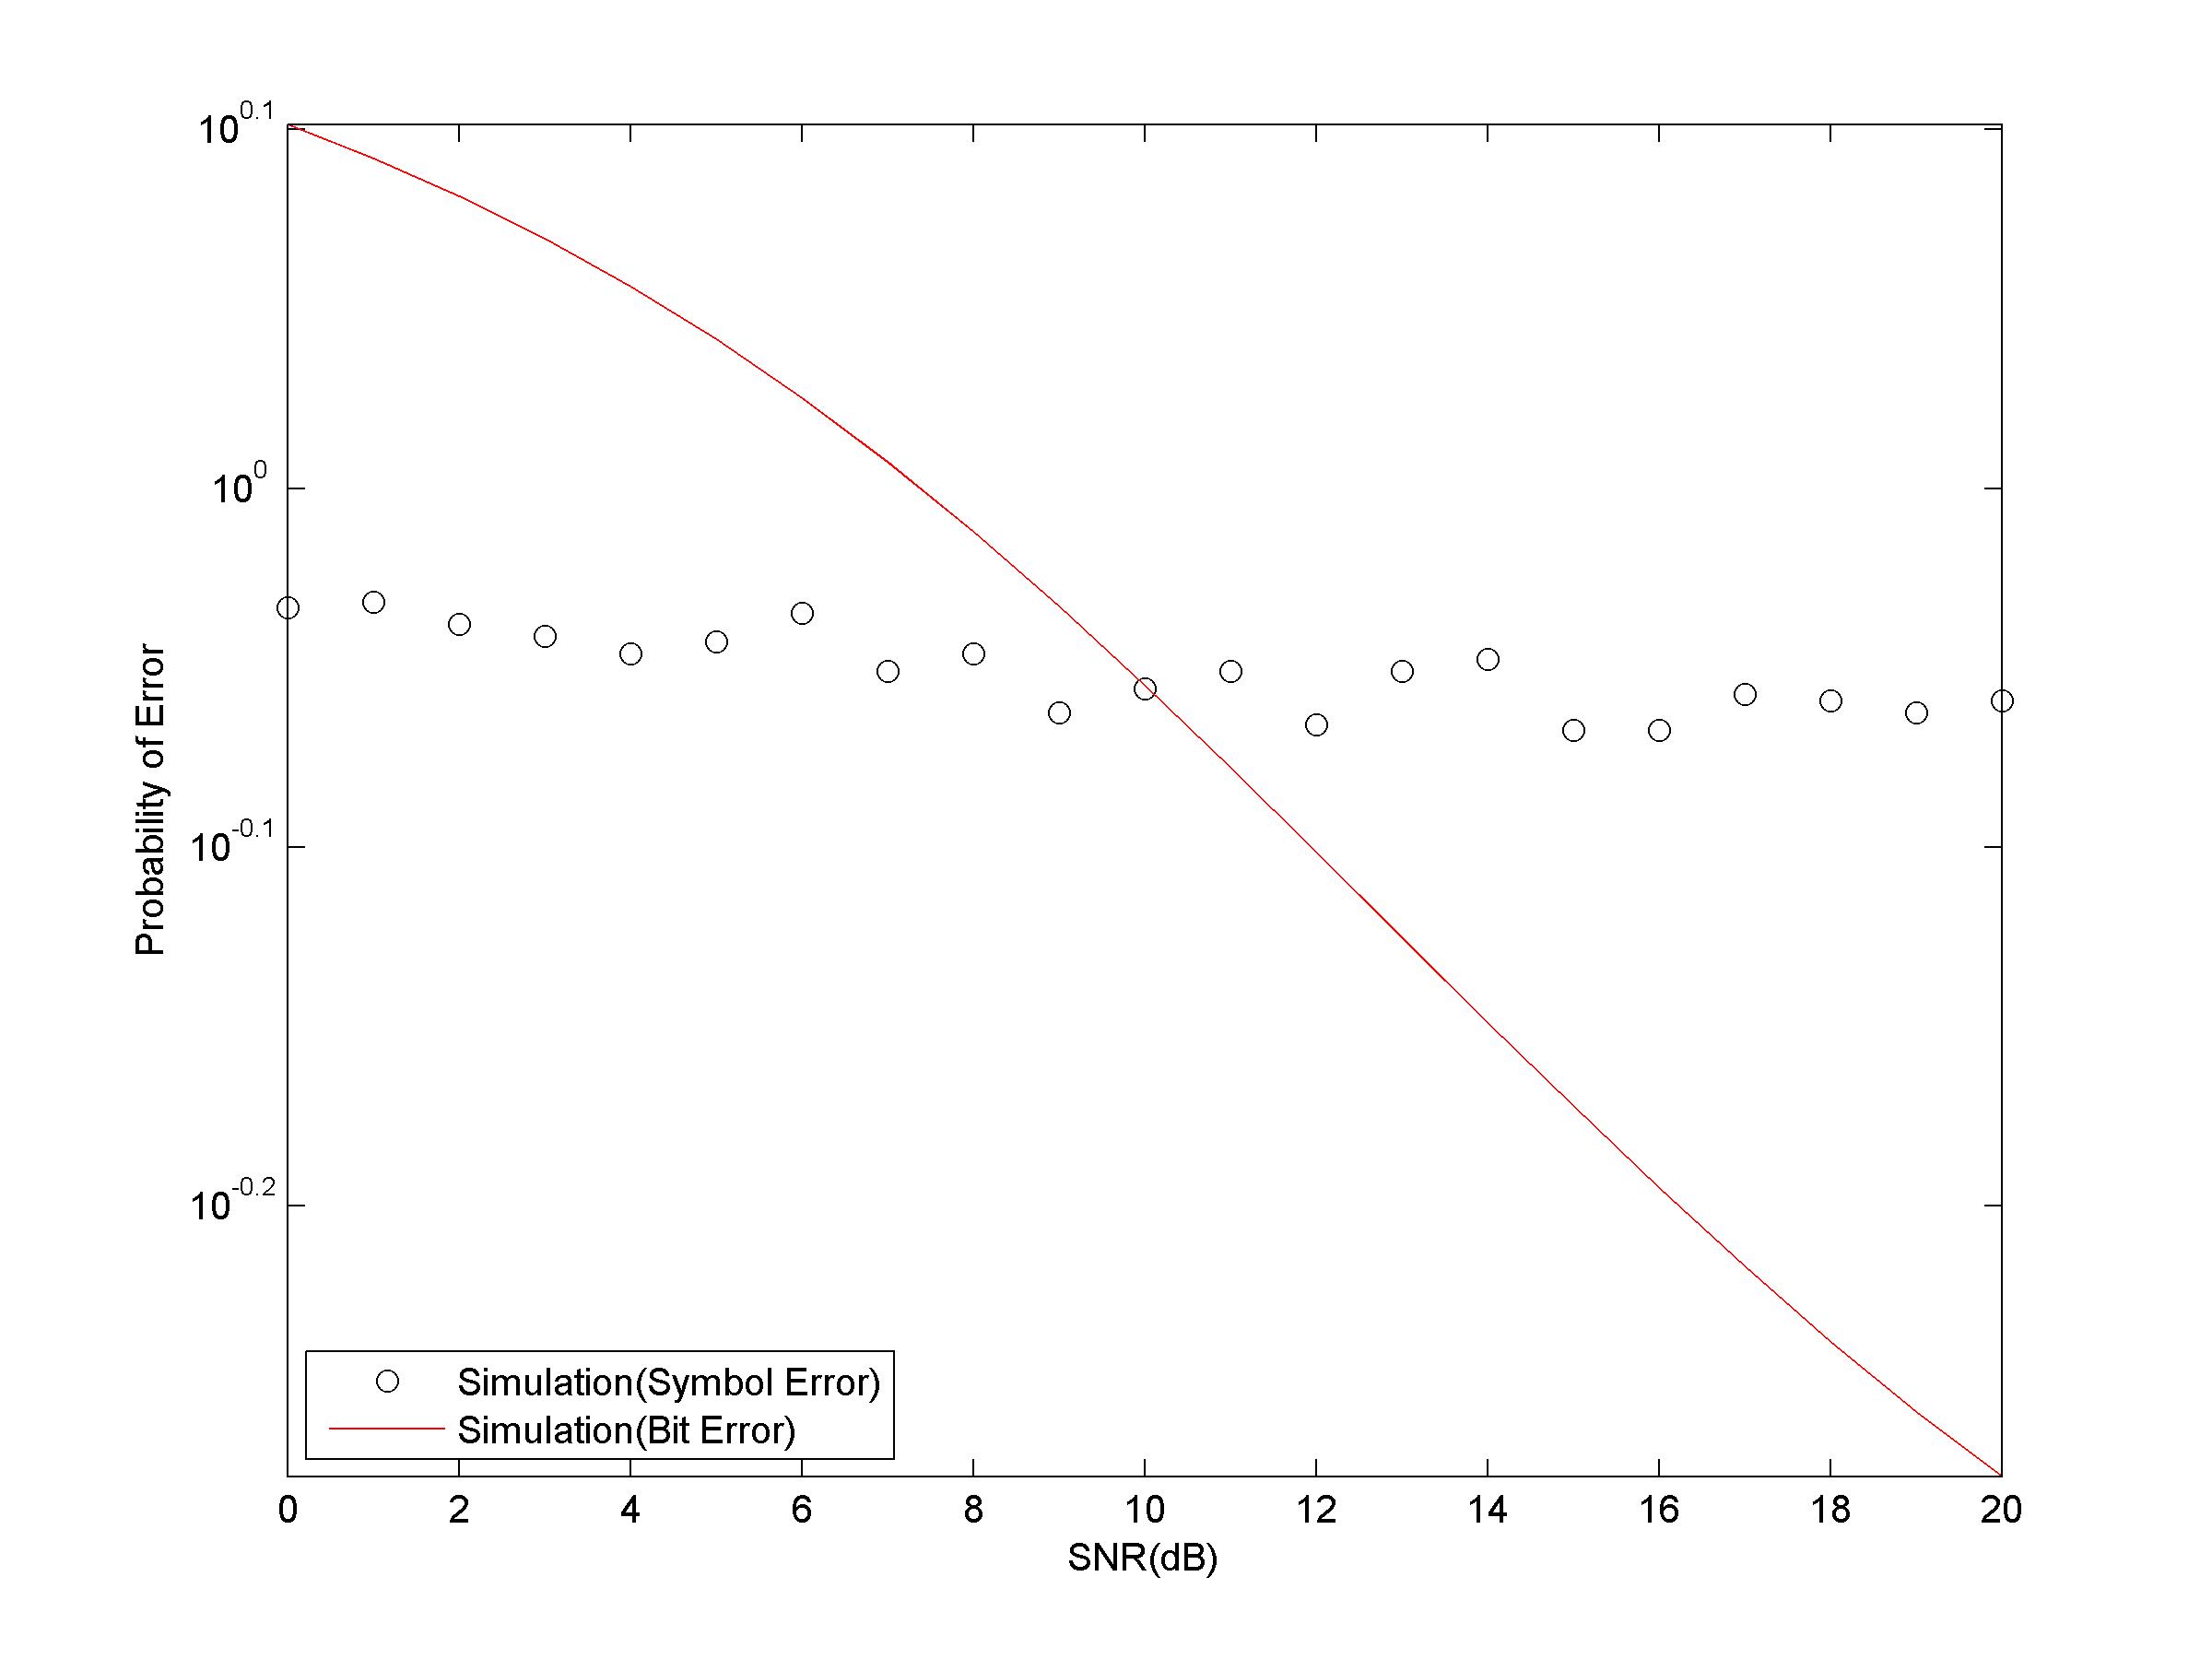 10^0.1
10^0
10^-0.1
10^-0.2
Probability of Error
Simulation(Symbol Error)
Simulation(Bit Error)
0 2 4 6 8 10 12 14 16 18 20
SNR(dB)